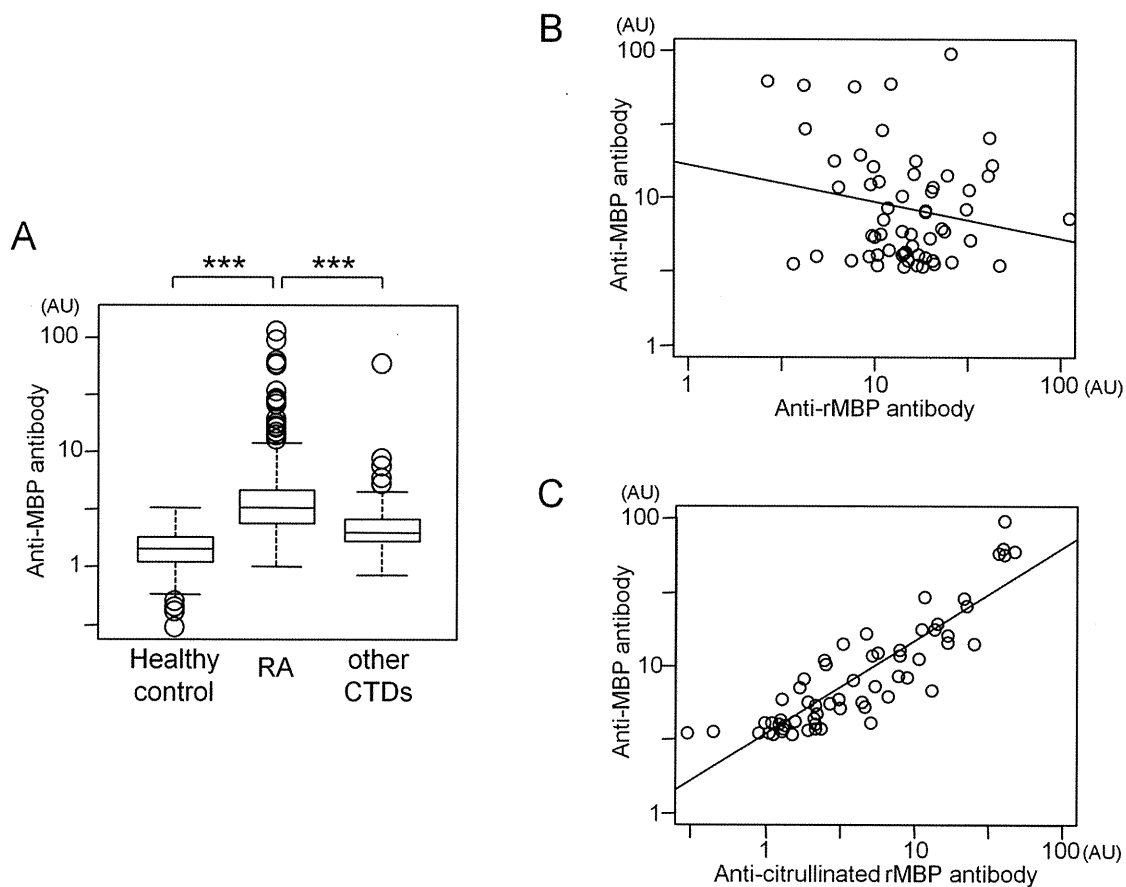 A
*** ***
(AU)
100
10
1
Anti-MBP antibody
Healthy
control
RA
other
CTDs
B
(AU)
100
10
1
Anti-MBP antibody
1 10 100 (AU)
Anti-rMBP antibody
C
(AU)
100
10
1
Anti-MBP antibody
1 10 100 (AU)
Anti-citrullinated rMBP antibody